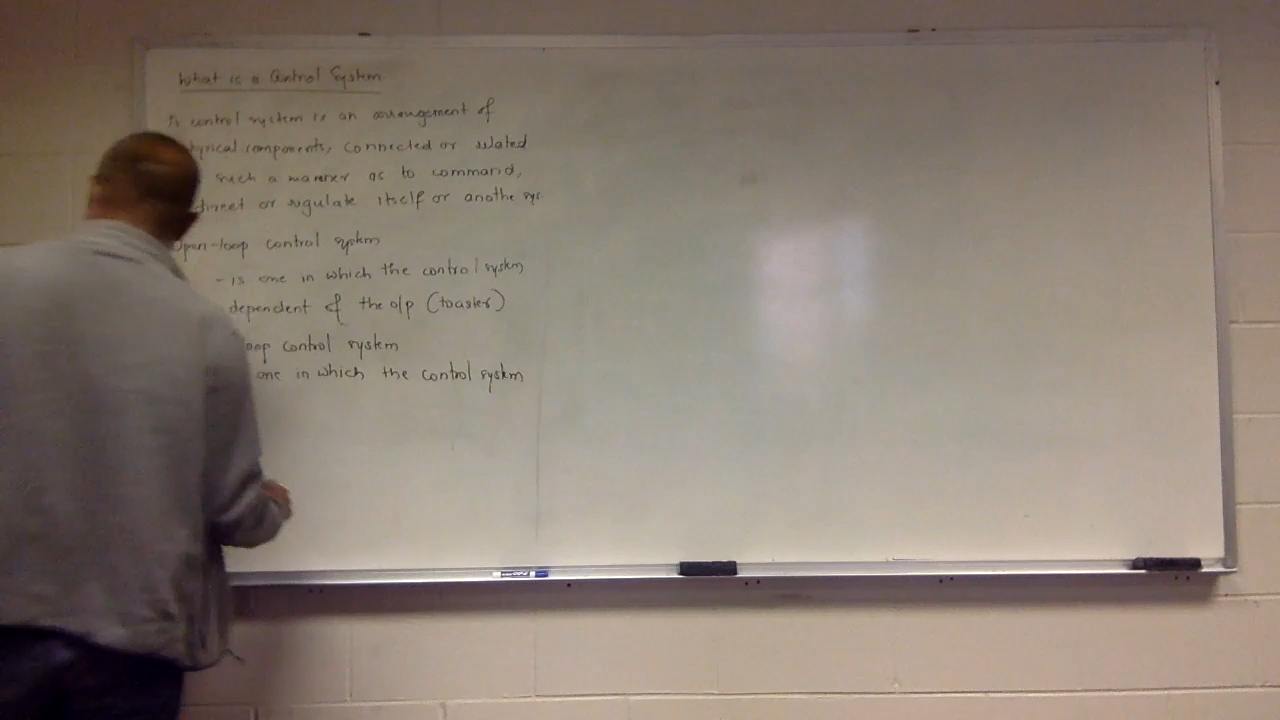 What is a Control System
A control system is an arrangement of
physical components, connected or related
such a manner as to command,
direct or regulate itself or anothe sys.
Open-loop control system
- is one in which the control system
dependent of the o/p (toaster)
oop control system
one in which the control system